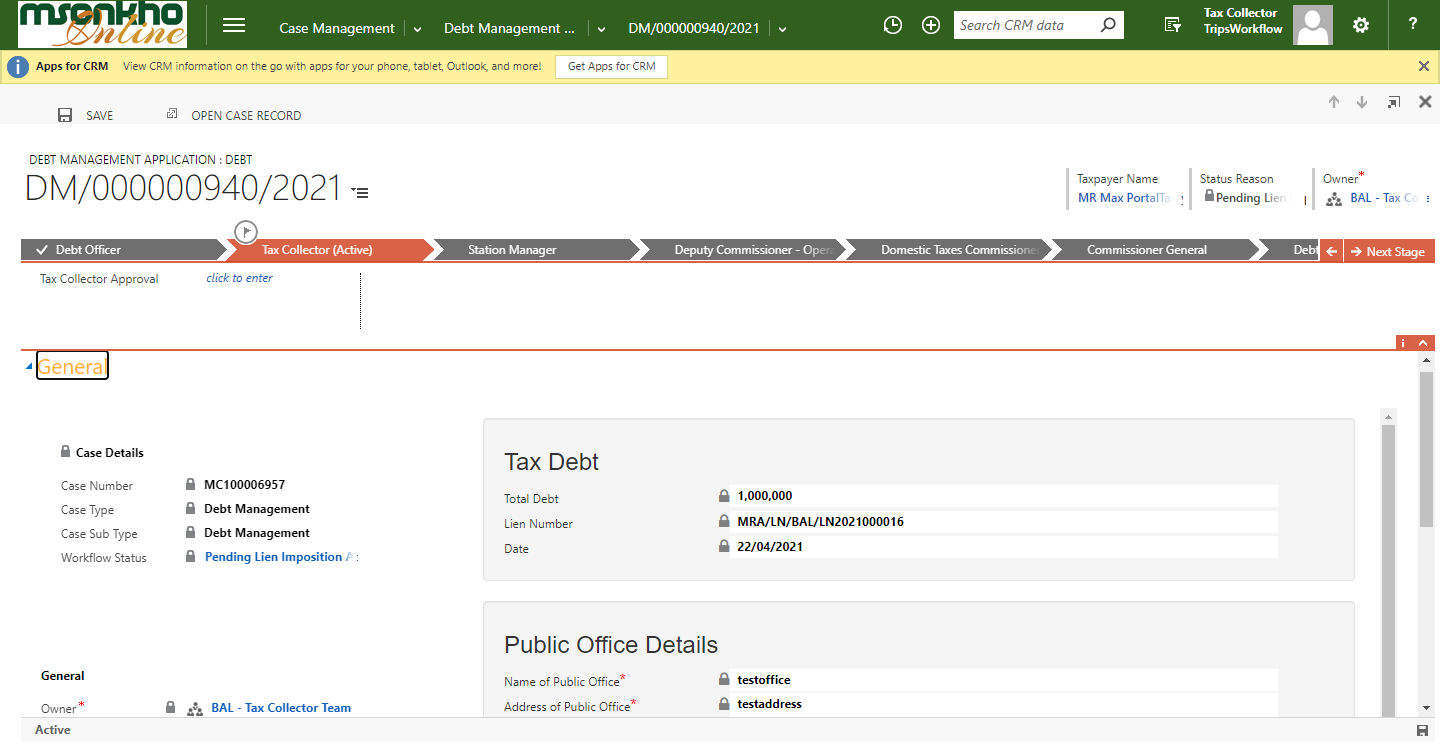 msonkho Online
Case Management
Debt Management ...
DM/000000940/2021
Search CRM data
Tax Collector
TripsWorkflow
?
Apps for CRM View CRM information on the go with apps for your phone, tablet, Outlook, and more! Get Apps for CRM
SAVE OPEN CASE RECORD
DEBT MANAGEMENT APPLICATION : DEBT
DM/000000940/2021
Taxpayer Name
MR Max PortalTa
Status Reason
Pending Lien
Owner*
BAL - Tax Co
Debt Officer Tax Collector (Active) Station Manager Deputy Commissioner - Oper Domestic Taxes Commissioner Commissioner General Debt Next Stage
Tax Collector Approval click to enter
General
Case Details
Case Number MC100006957
Case Type Debt Management
Case Sub Type Debt Management
Workflow Status Pending Lien Imposition A
General
Owner* BAL - Tax Collector Team
Tax Debt
Total Debt 1,000,000
Lien Number MRA/LN/BAL/LN2021000016
Date 22/04/2021
Public Office Details
Name of Public Office* testoffice
Address of Public Office* testaddress
Active